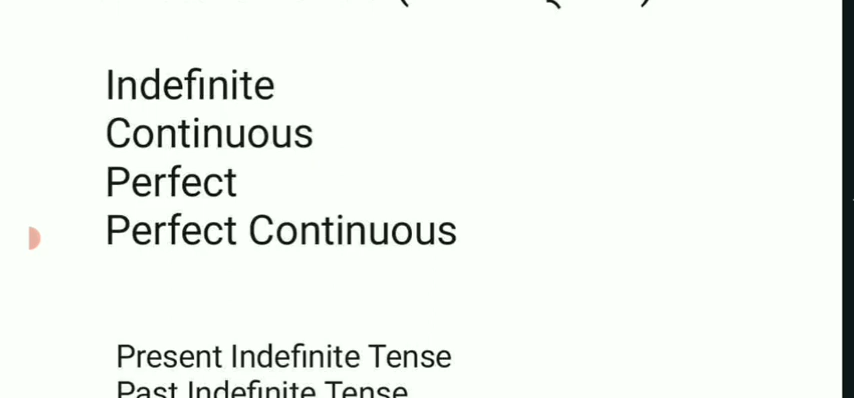 Indefinite
Continuous
Perfect
Perfect Continuous
Present Indefinite Tense
Past Indefinite Tense